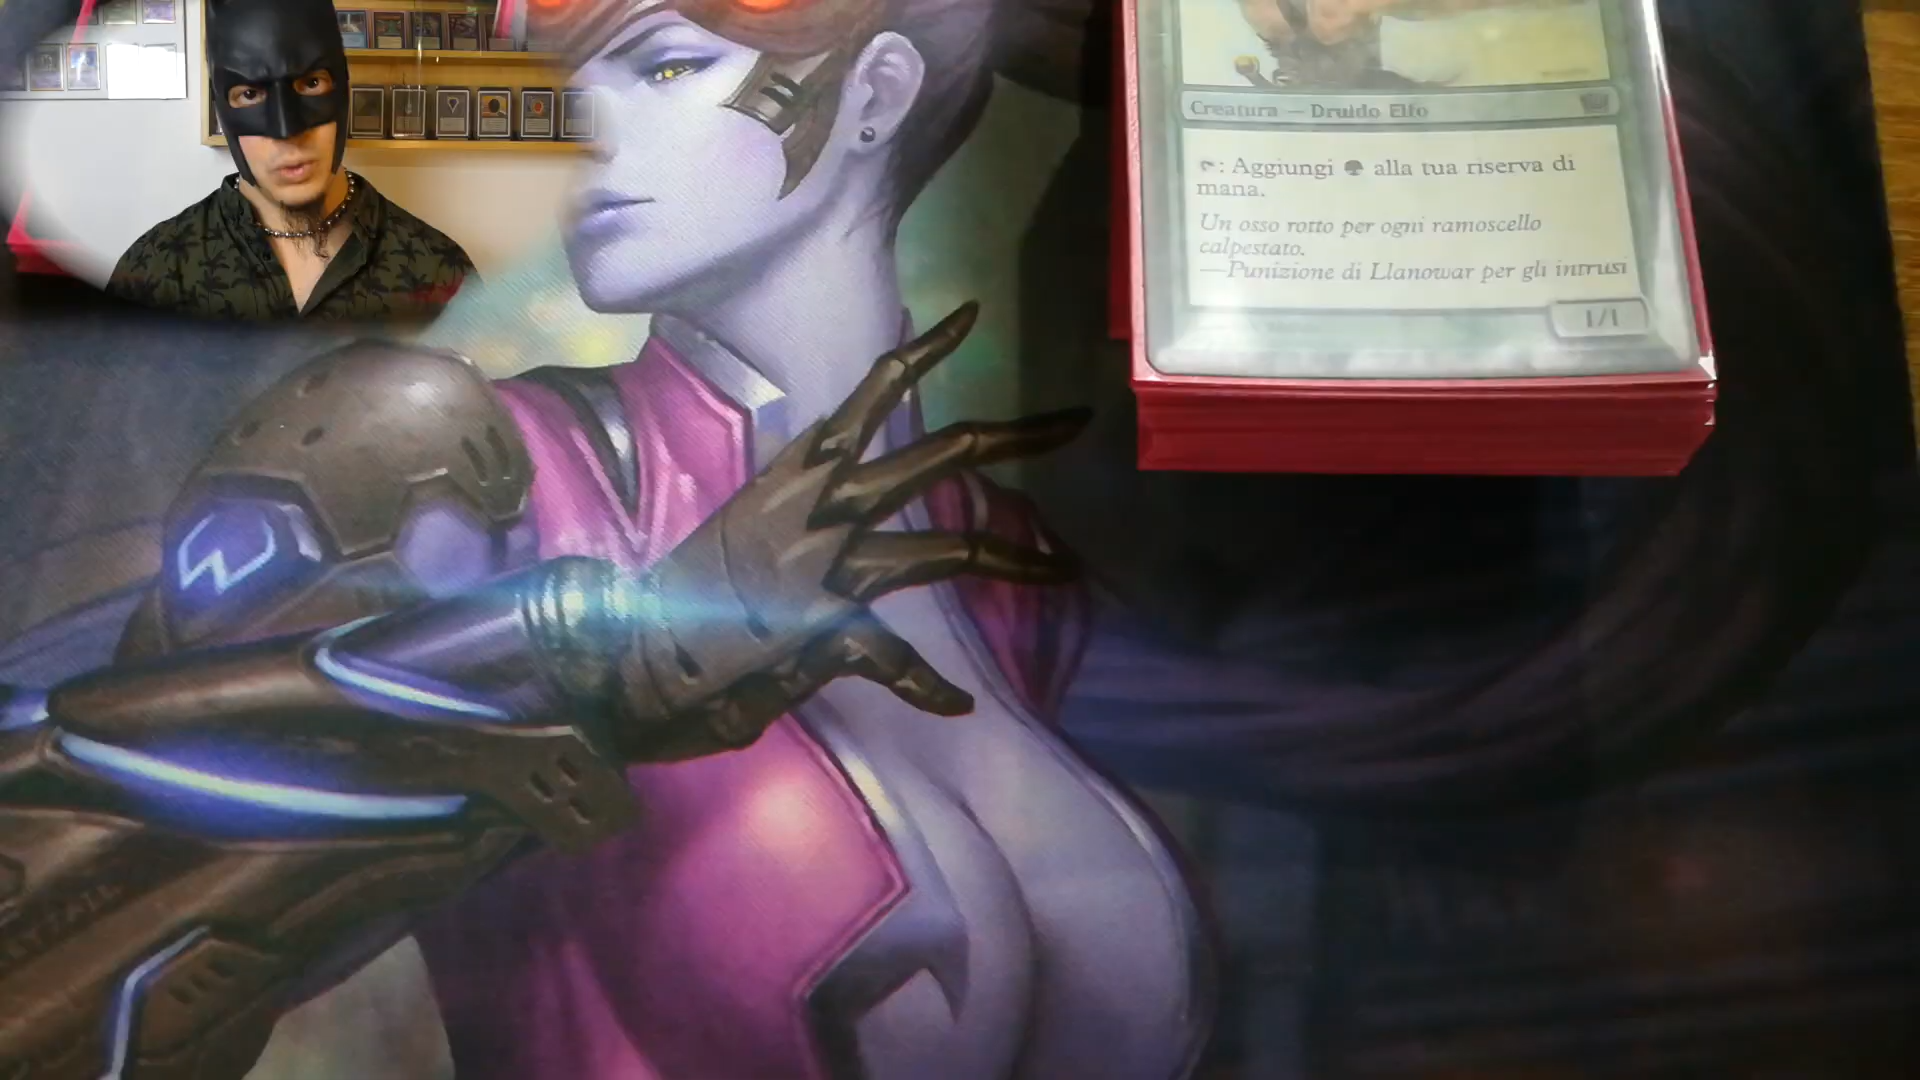 Creatura — Druido Elfo
: Aggiungi alla tua riserva di
mana.
Un osso rotto per ogni ramoscello
calpestato.
—Punizione di Llanowar per gli intrusi
1/1